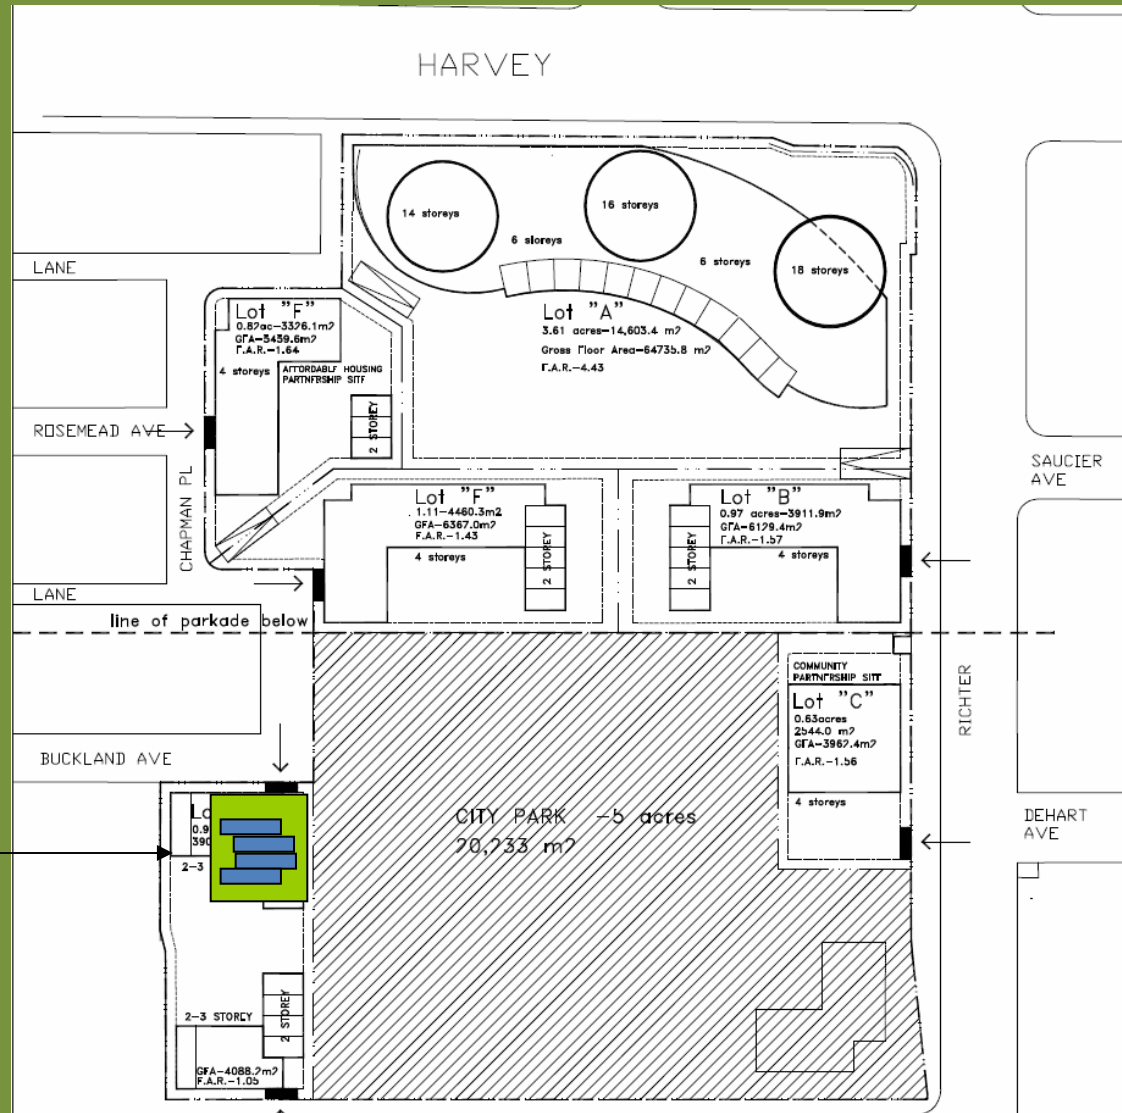 HARVEY
14 storeys
16 storeys
18 storeys
6 storeys
6 storeys
LANE
Lot "F"
0.82ac-3326.1m2
GFA-5439.6m2
F.A.R.-1.64
4 storeys
AFFORDABLE HOUSING
PARTNERSHIP SITE
2 STOREY
Lot "A"
3.61 acres-14,603.4 m2
Gross Floor Area-64735.8 m2
F.A.R.-4.43
ROSEMEAD AVE
CHAPMAN PL
SAUCIER
AVE
Lot "F"
1.11-4460.3m2
GFA-6367.0m2
F.A.R.-1.43
4 storeys
2 STOREY
Lot "B"
0.97 acres-3911.9m2
GFA-6129.4m2
F.A.R.-1.57
4 storeys
2 STOREY
LANE
line of parkade below
COMMUNITY
PARTNERSHIP SITE
Lot "C"
0.63acres
2544.0 m2
GFA-3962.4m2
F.A.R.-1.56
4 storeys
RICHTER
BUCKLAND AVE
CITY PARK -5 acres
20,233 m2
DEHART
AVE
2-3
2-3 STOREY
2 STOREY
GFA-4088.2m2
F.A.R.-1.05